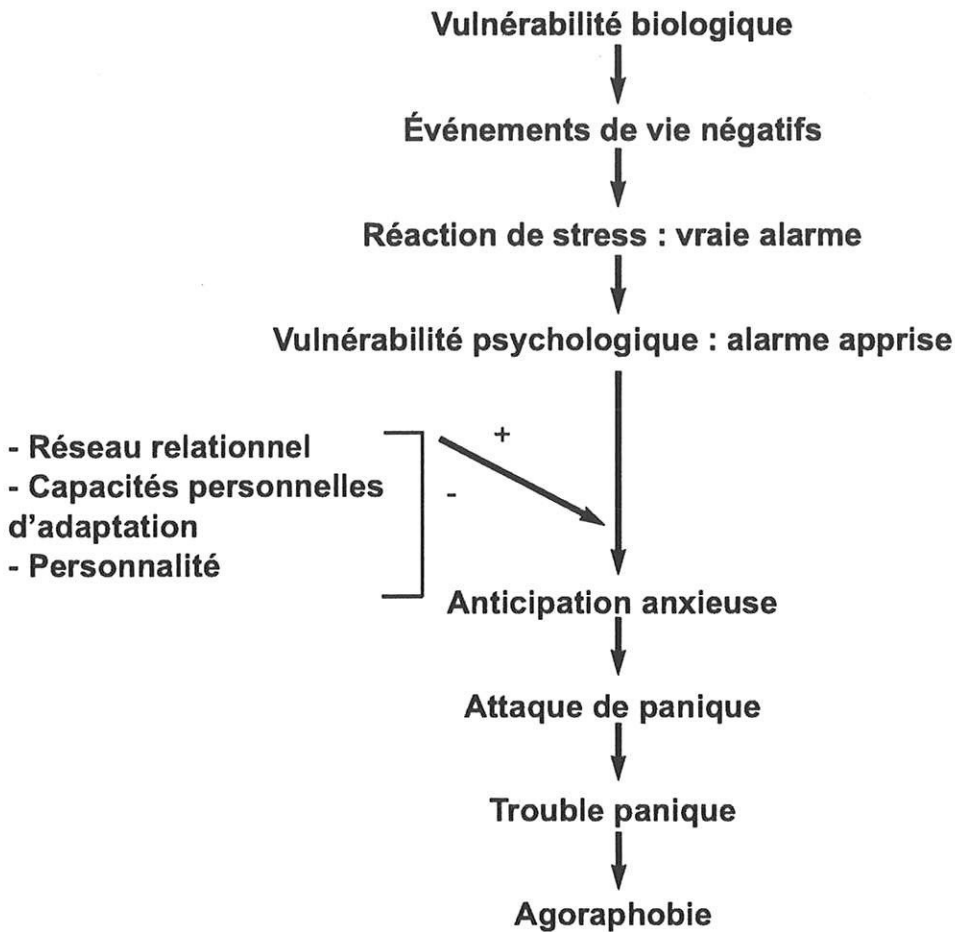 Vulnérabilité biologique
Événements de vie négatifs
Réaction de stress : vraie alarme
Vulnérabilité psychologique : alarme apprise
+
- Réseau relationnel
- Capacités personnelles
d'adaptation
- Personnalité
-
Anticipation anxieuse
Attaque de panique
Trouble panique
Agoraphobie